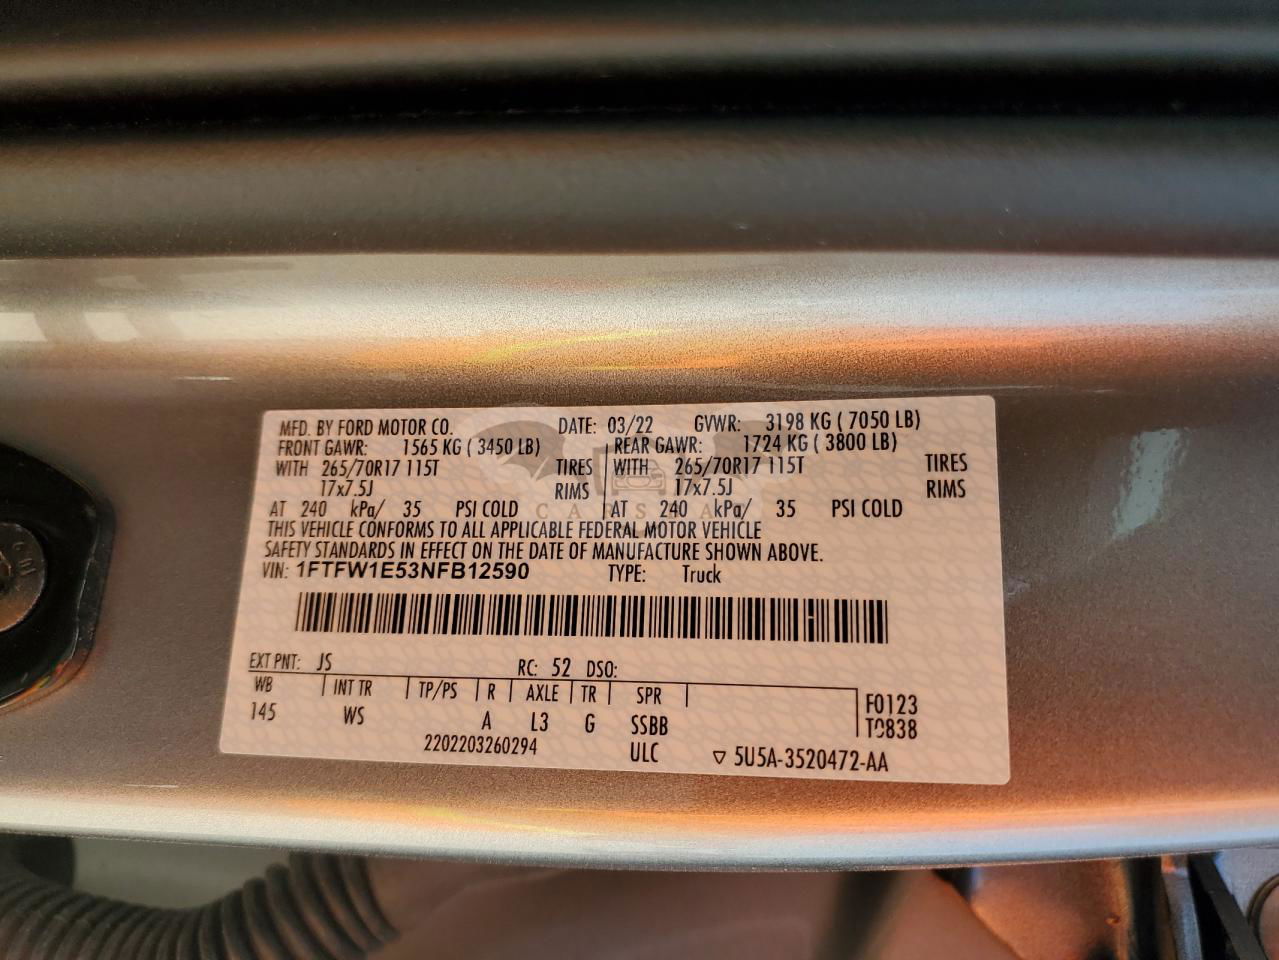 MFD. BY FORD MOTOR CO. DATE: 03/22 GVWR: 3198 KG ( 7050 LB)
FRONT GAWR: 1565 KG ( 3450 LB) REAR GAWR: 1724 KG ( 3800 LB)
WITH 265/70R17 115T TIRES WITH 265/70R17 115T TIRES
17x7.5J RIMS 17x7.5J RIMS
AT 240 kPa/ 35 PSI COLD AT 240 kPa/ 35 PSI COLD
THIS VEHICLE CONFORMS TO ALL APPLICABLE FEDERAL MOTOR VEHICLE
SAFETY STANDARDS IN EFFECT ON THE DATE OF MANUFACTURE SHOWN ABOVE.
VIN: 1FTFW1E53NFB12590 TYPE: Truck
EXT PNT: JS RC: 52 DSO:
WB INT TR TP/PS R AXLE TR SPR F0123
145 WS A L3 G SSBB T0838
2202203260294 ULC ▽ 5U5A-3520472-AA